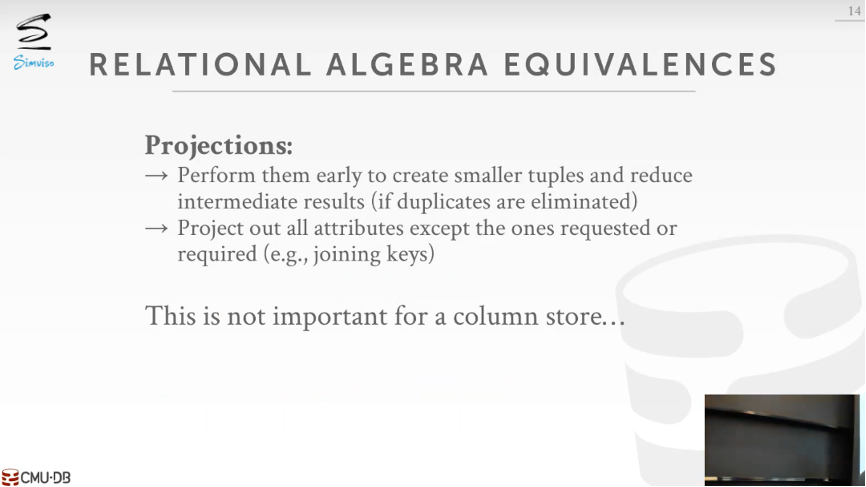 14
Simviso
RELATIONAL ALGEBRA EQUIVALENCES
Projections:
→ Perform them early to create smaller tuples and reduce
intermediate results (if duplicates are eliminated)
→ Project out all attributes except the ones requested or
required (e.g., joining keys)
This is not important for a column store…
CMU·DB